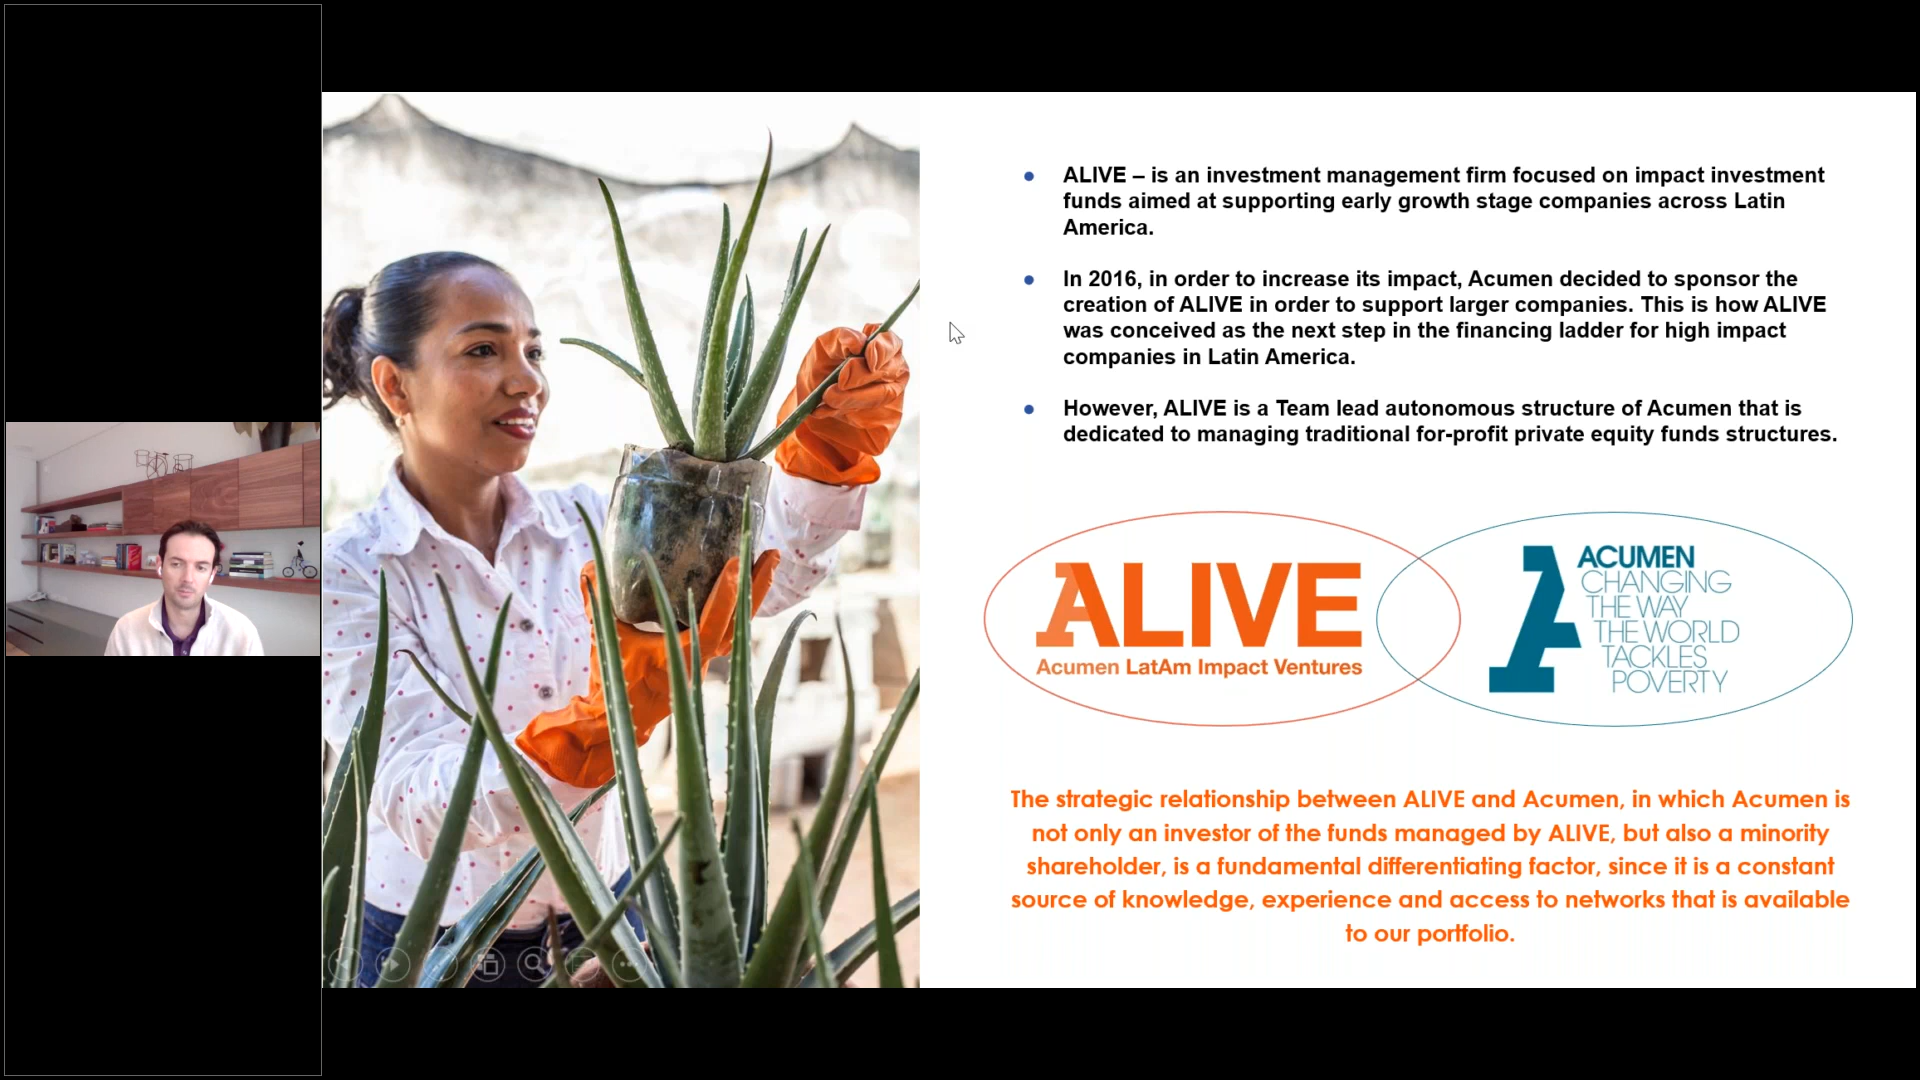 ALIVE – is an investment management firm focused on impact investment
funds aimed at supporting early growth stage companies across Latin
America.
In 2016, in order to increase its impact, Acumen decided to sponsor the
creation of ALIVE in order to support larger companies. This is how ALIVE
was conceived as the next step in the financing ladder for high impact
companies in Latin America.
However, ALIVE is a Team lead autonomous structure of Acumen that is
dedicated to managing traditional for-profit private equity funds structures.
ALIVE
Acumen LatAm Impact Ventures
ACUMEN
CHANGING
THE WAY
THE WORLD
TACKLES
POVERTY
The strategic relationship between ALIVE and Acumen, in which Acumen is
not only an investor of the funds managed by ALIVE, but also a minority
shareholder, is a fundamental differentiating factor, since it is a constant
source of knowledge, experience and access to networks that is available
to our portfolio.